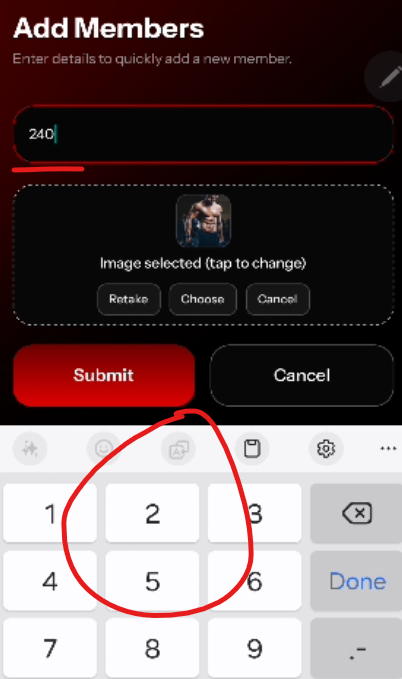 Add Members
Enter details to quickly add a new member.
240
Image selected (tap to change)
Retake Choose Cancel
Submit Cancel
1 2 3
4 5 6 Done
7 8 9 .-